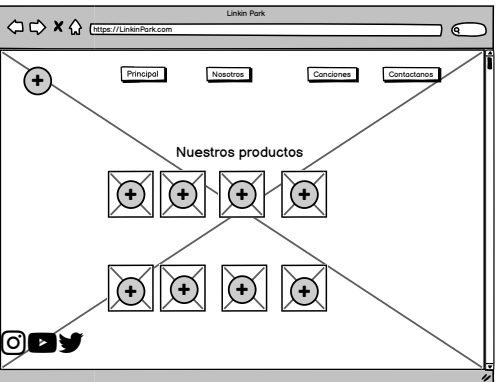 Linkin Park
https://LinkinPark.com
Principal
Nosotros
Canciones
Contactanos
Nuestros productos